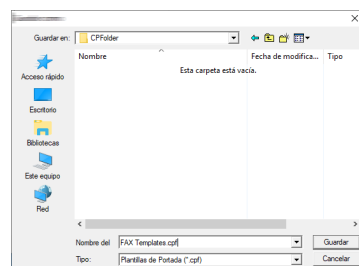 Guardar en: CPFolder
Nombre Fecha de modifica... Tipo
Esta carpeta está vacía.
Acceso rápido
Escritorio
Bibliotecas
Este equipo
Red
Nombre del FAX Templates.cpf Guardar
Tipo: Plantillas de Portada (*.cpf) Cancelar